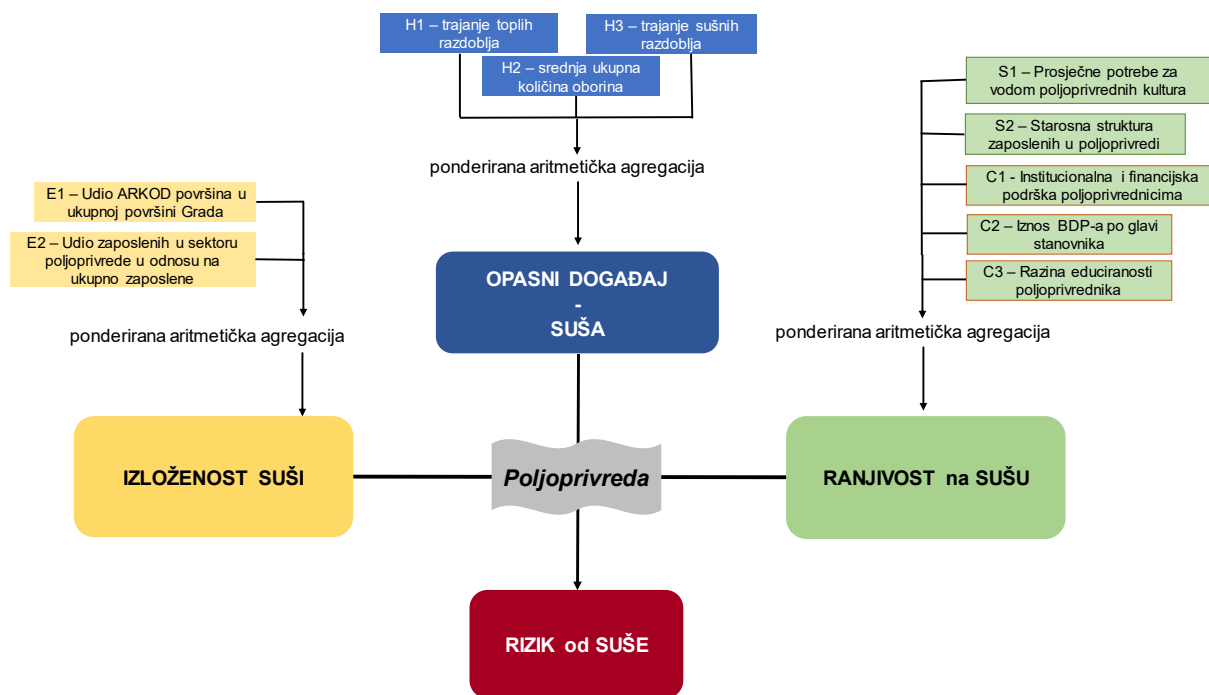 H1 – trajanje toplih
razdoblja
H3 – trajanje sušnih
razdoblja
H2 – srednja ukupna
količina oborina
ponderirana aritmetička agregacija
OPASNI DOGAĐAJ
-
SUŠA
E1 – Udio ARKOD površina u
ukupnoj površini Grada
E2 – Udio zaposlenih u sektoru
poljoprivrede u odnosu na
ukupno zaposlene
ponderirana aritmetička agregacija
IZLOŽENOST SUŠI
S1 – Prosječne potrebe za
vodom poljoprivrednih kultura
S2 – Starosna struktura
zaposlenih u poljoprivredi
C1 - Institucionalna i financijska
podrška poljoprivrednicima
C2 – Iznos BDP-a po glavi
stanovnika
C3 – Razina educiranosti
poljoprivrednika
ponderirana aritmetička agregacija
RANJIVOST na SUŠU
Poljoprivreda
RIZIK od SUŠE